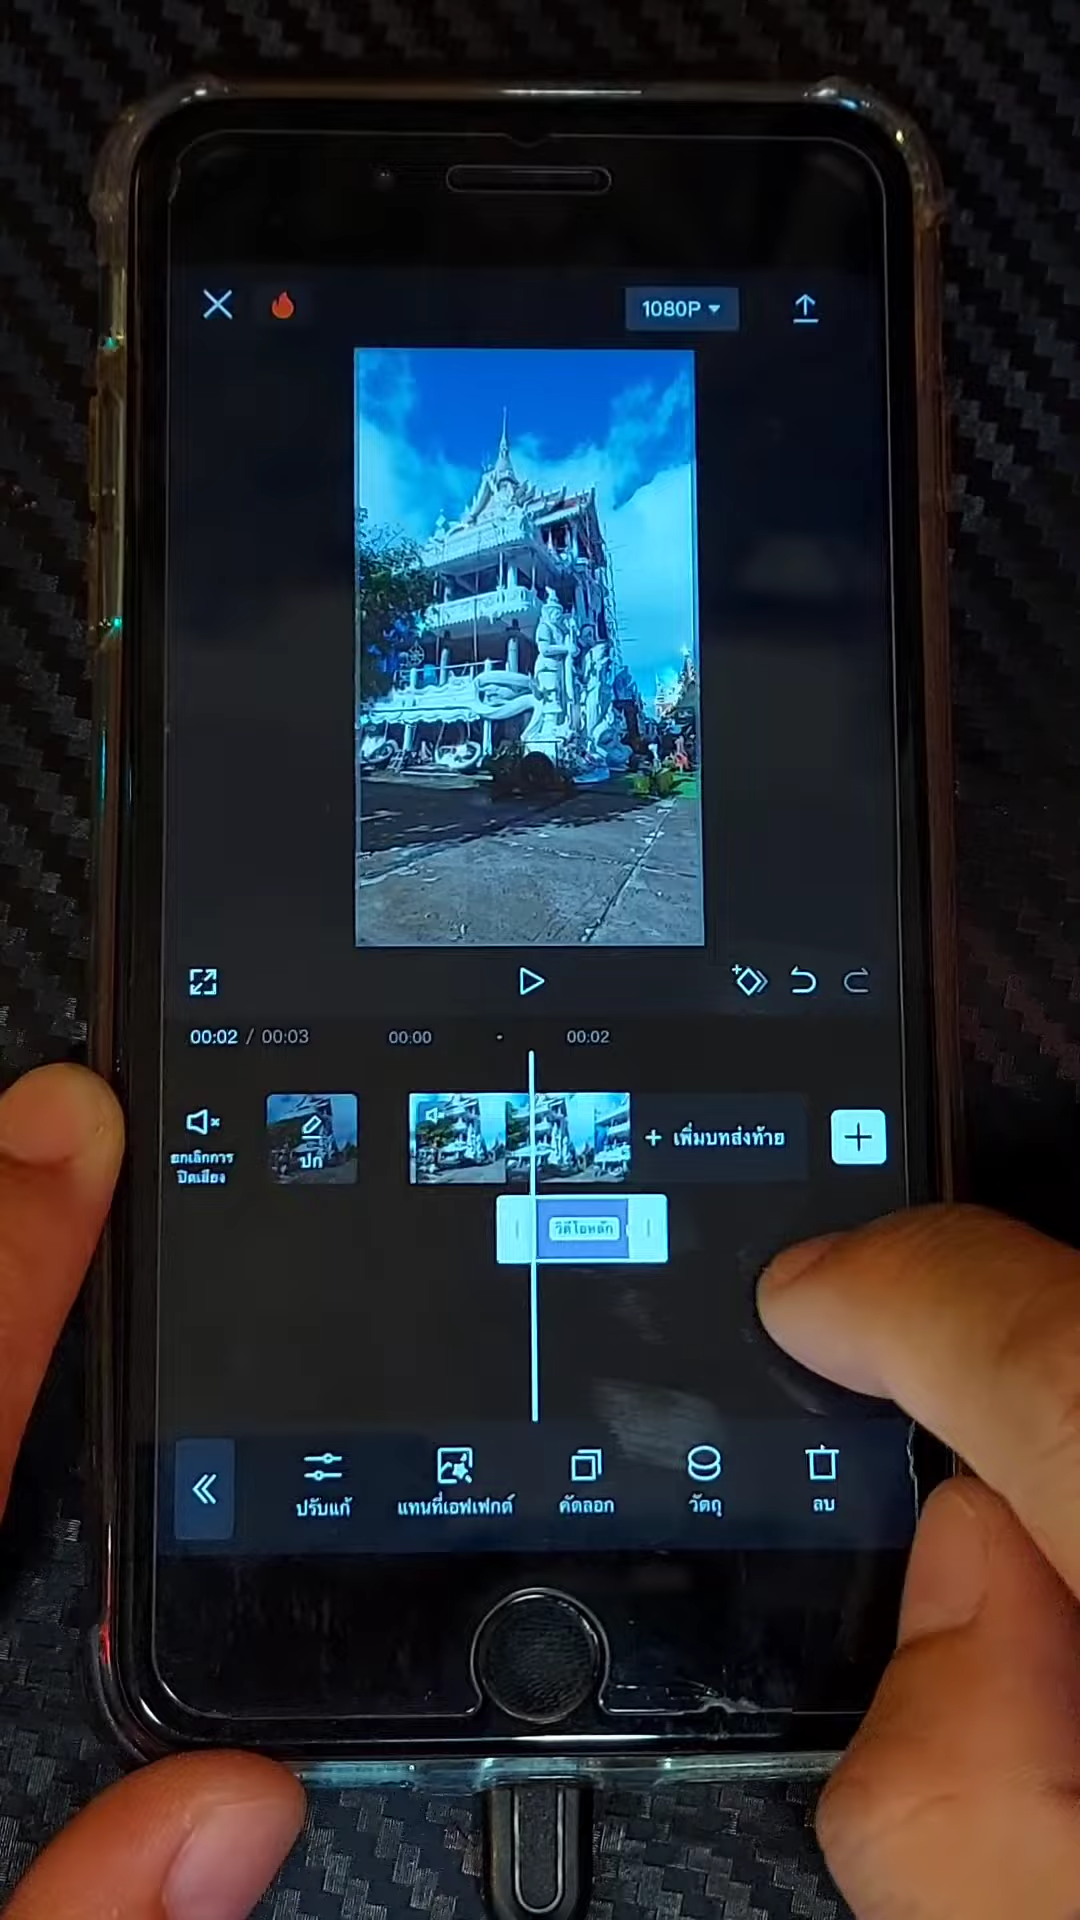 1080P
00:02 / 00:03
00:00
00:02
ยกเลิกการ
ปิดเสียง
ปก
+ เพิ่มบทส่งท้าย
วิดีโอหลัก
ปรับแก้
แทนที่เอฟเฟกต์
คัดลอก
วัตถุ
ลบ